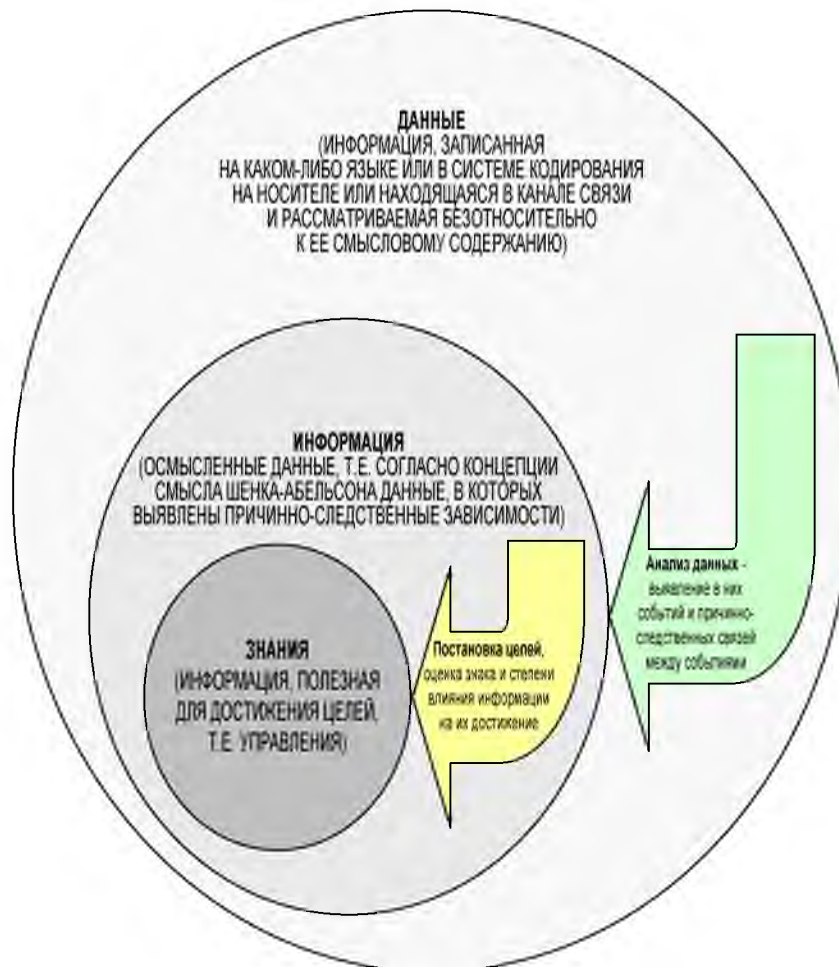 ДАННЫЕ
(ИНФОРМАЦИЯ, ЗАПИСАННАЯ
НА КАКОМ-ЛИБО ЯЗЫКЕ ИЛИ В СИСТЕМЕ КОДИРОВАНИЯ
НА НОСИТЕЛЕ ИЛИ НАХОДЯЩАЯСЯ В КАНАЛЕ СВЯЗИ
И РАССМАТРИВАЕМАЯ БЕЗОТНОСИТЕЛЬНО
К ЕЕ СМЫСЛОВОМУ СОДЕРЖАНИЮ)
ИНФОРМАЦИЯ
(ОСМЫСЛЕННЫЕ ДАННЫЕ, Т.Е. СОГЛАСНО КОНЦЕПЦИИ
СМЫСЛА ШЕНКА-АБЕЛЬСОНА ДАННЫЕ, В КОТОРЫХ
ВЫЯВЛЕНЫ ПРИЧИННО-СЛЕДСТВЕННЫЕ ЗАВИСИМОСТИ)
Анализ данных -
выявление в них
событий и причинно-
следственных связей
между событиями
ЗНАНИЯ
(ИНФОРМАЦИЯ, ПОЛЕЗНАЯ
ДЛЯ ДОСТИЖЕНИЯ ЦЕЛЕЙ,
Т.Е. УПРАВЛЕНИЯ)
Постановка целей,
оценка знака и степени
влияния информации
на их достижение